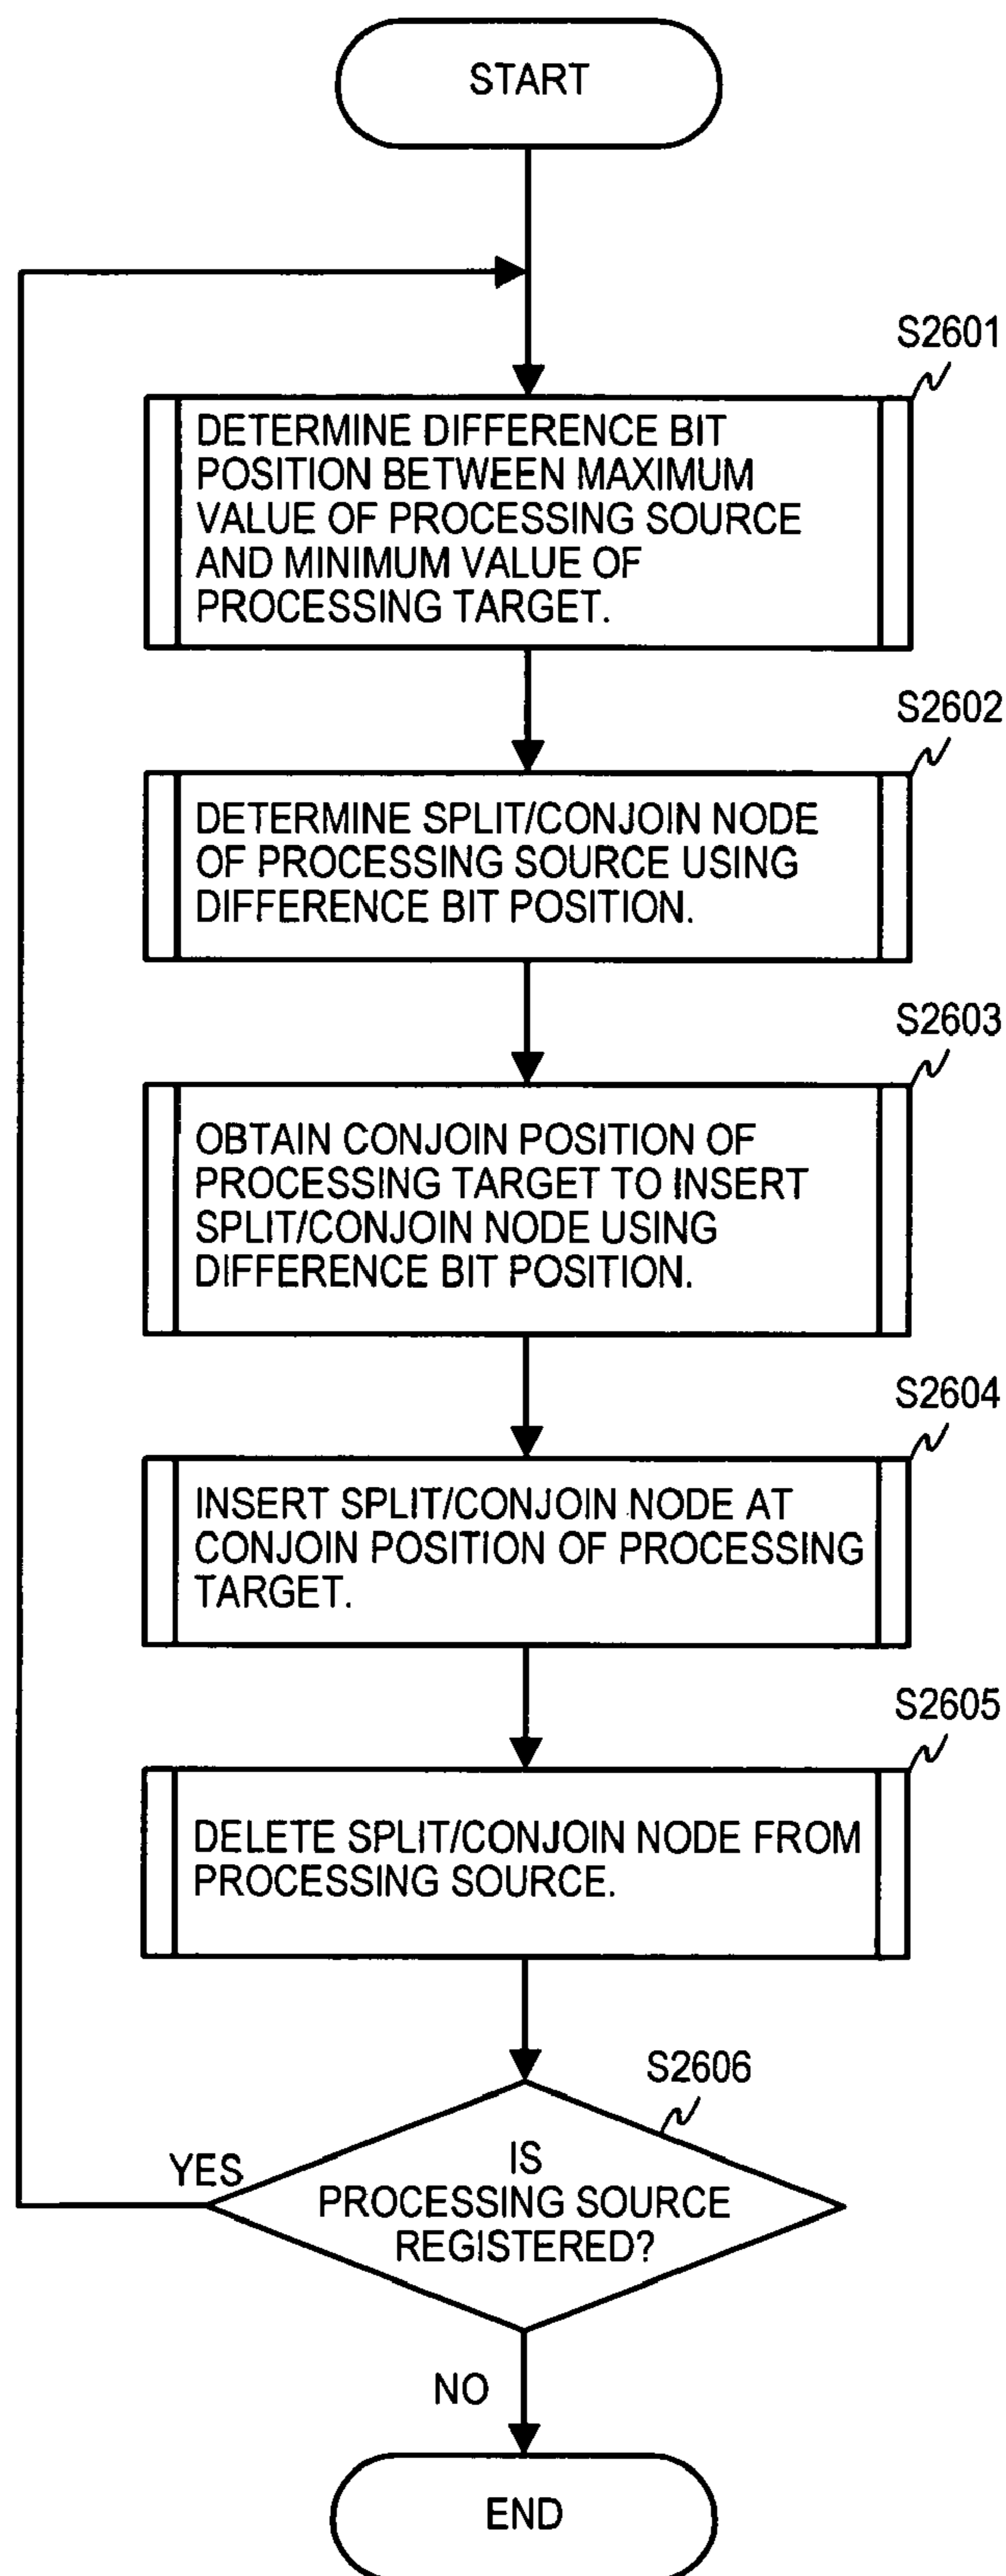 START
S2601
DETERMINE DIFFERENCE BIT
POSITION BETWEEN MAXIMUM
VALUE OF PROCESSING SOURCE
AND MINIMUM VALUE OF
PROCESSING TARGET.
S2602
DETERMINE SPLIT/CONJOIN NODE
OF PROCESSING SOURCE USING
DIFFERENCE BIT POSITION.
S2603
OBTAIN CONJOIN POSITION OF
PROCESSING TARGET TO INSERT
SPLIT/CONJOIN NODE USING
DIFFERENCE BIT POSITION.
S2604
INSERT SPLIT/CONJOIN NODE AT
CONJOIN POSITION OF PROCESSING
TARGET.
S2605
DELETE SPLIT/CONJOIN NODE FROM
PROCESSING SOURCE.
S2606
YES
IS
PROCESSING SOURCE
REGISTERED?
NO
END